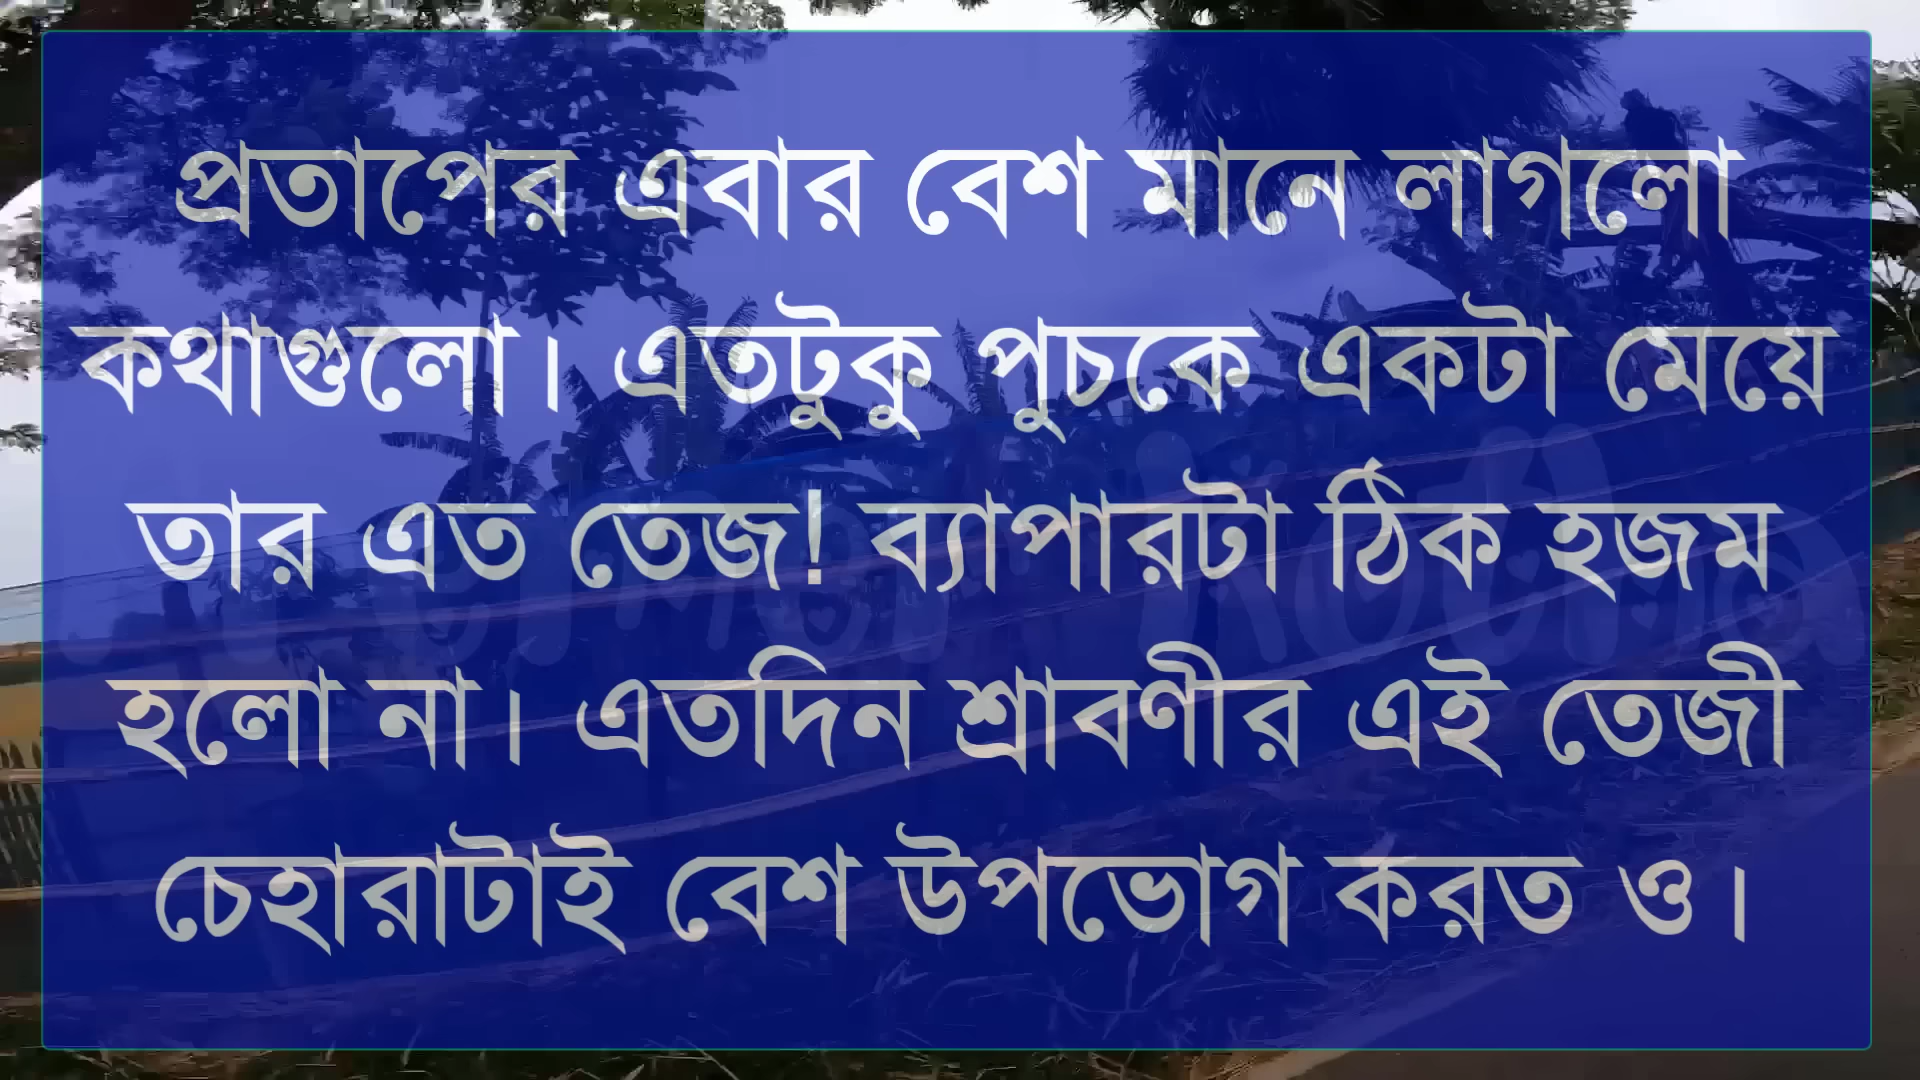 প্রতাপের এবার বেশ মানে লাগলো
কথাগুলো। এতটুকু পুচকে একটা মেয়ে
তার এত তেজ! ব্যাপারটা ঠিক হজম
হলো না। এতদিন শ্রাবণীর এই তেজী
চেহারাটাই বেশ উপভোগ করত ও।